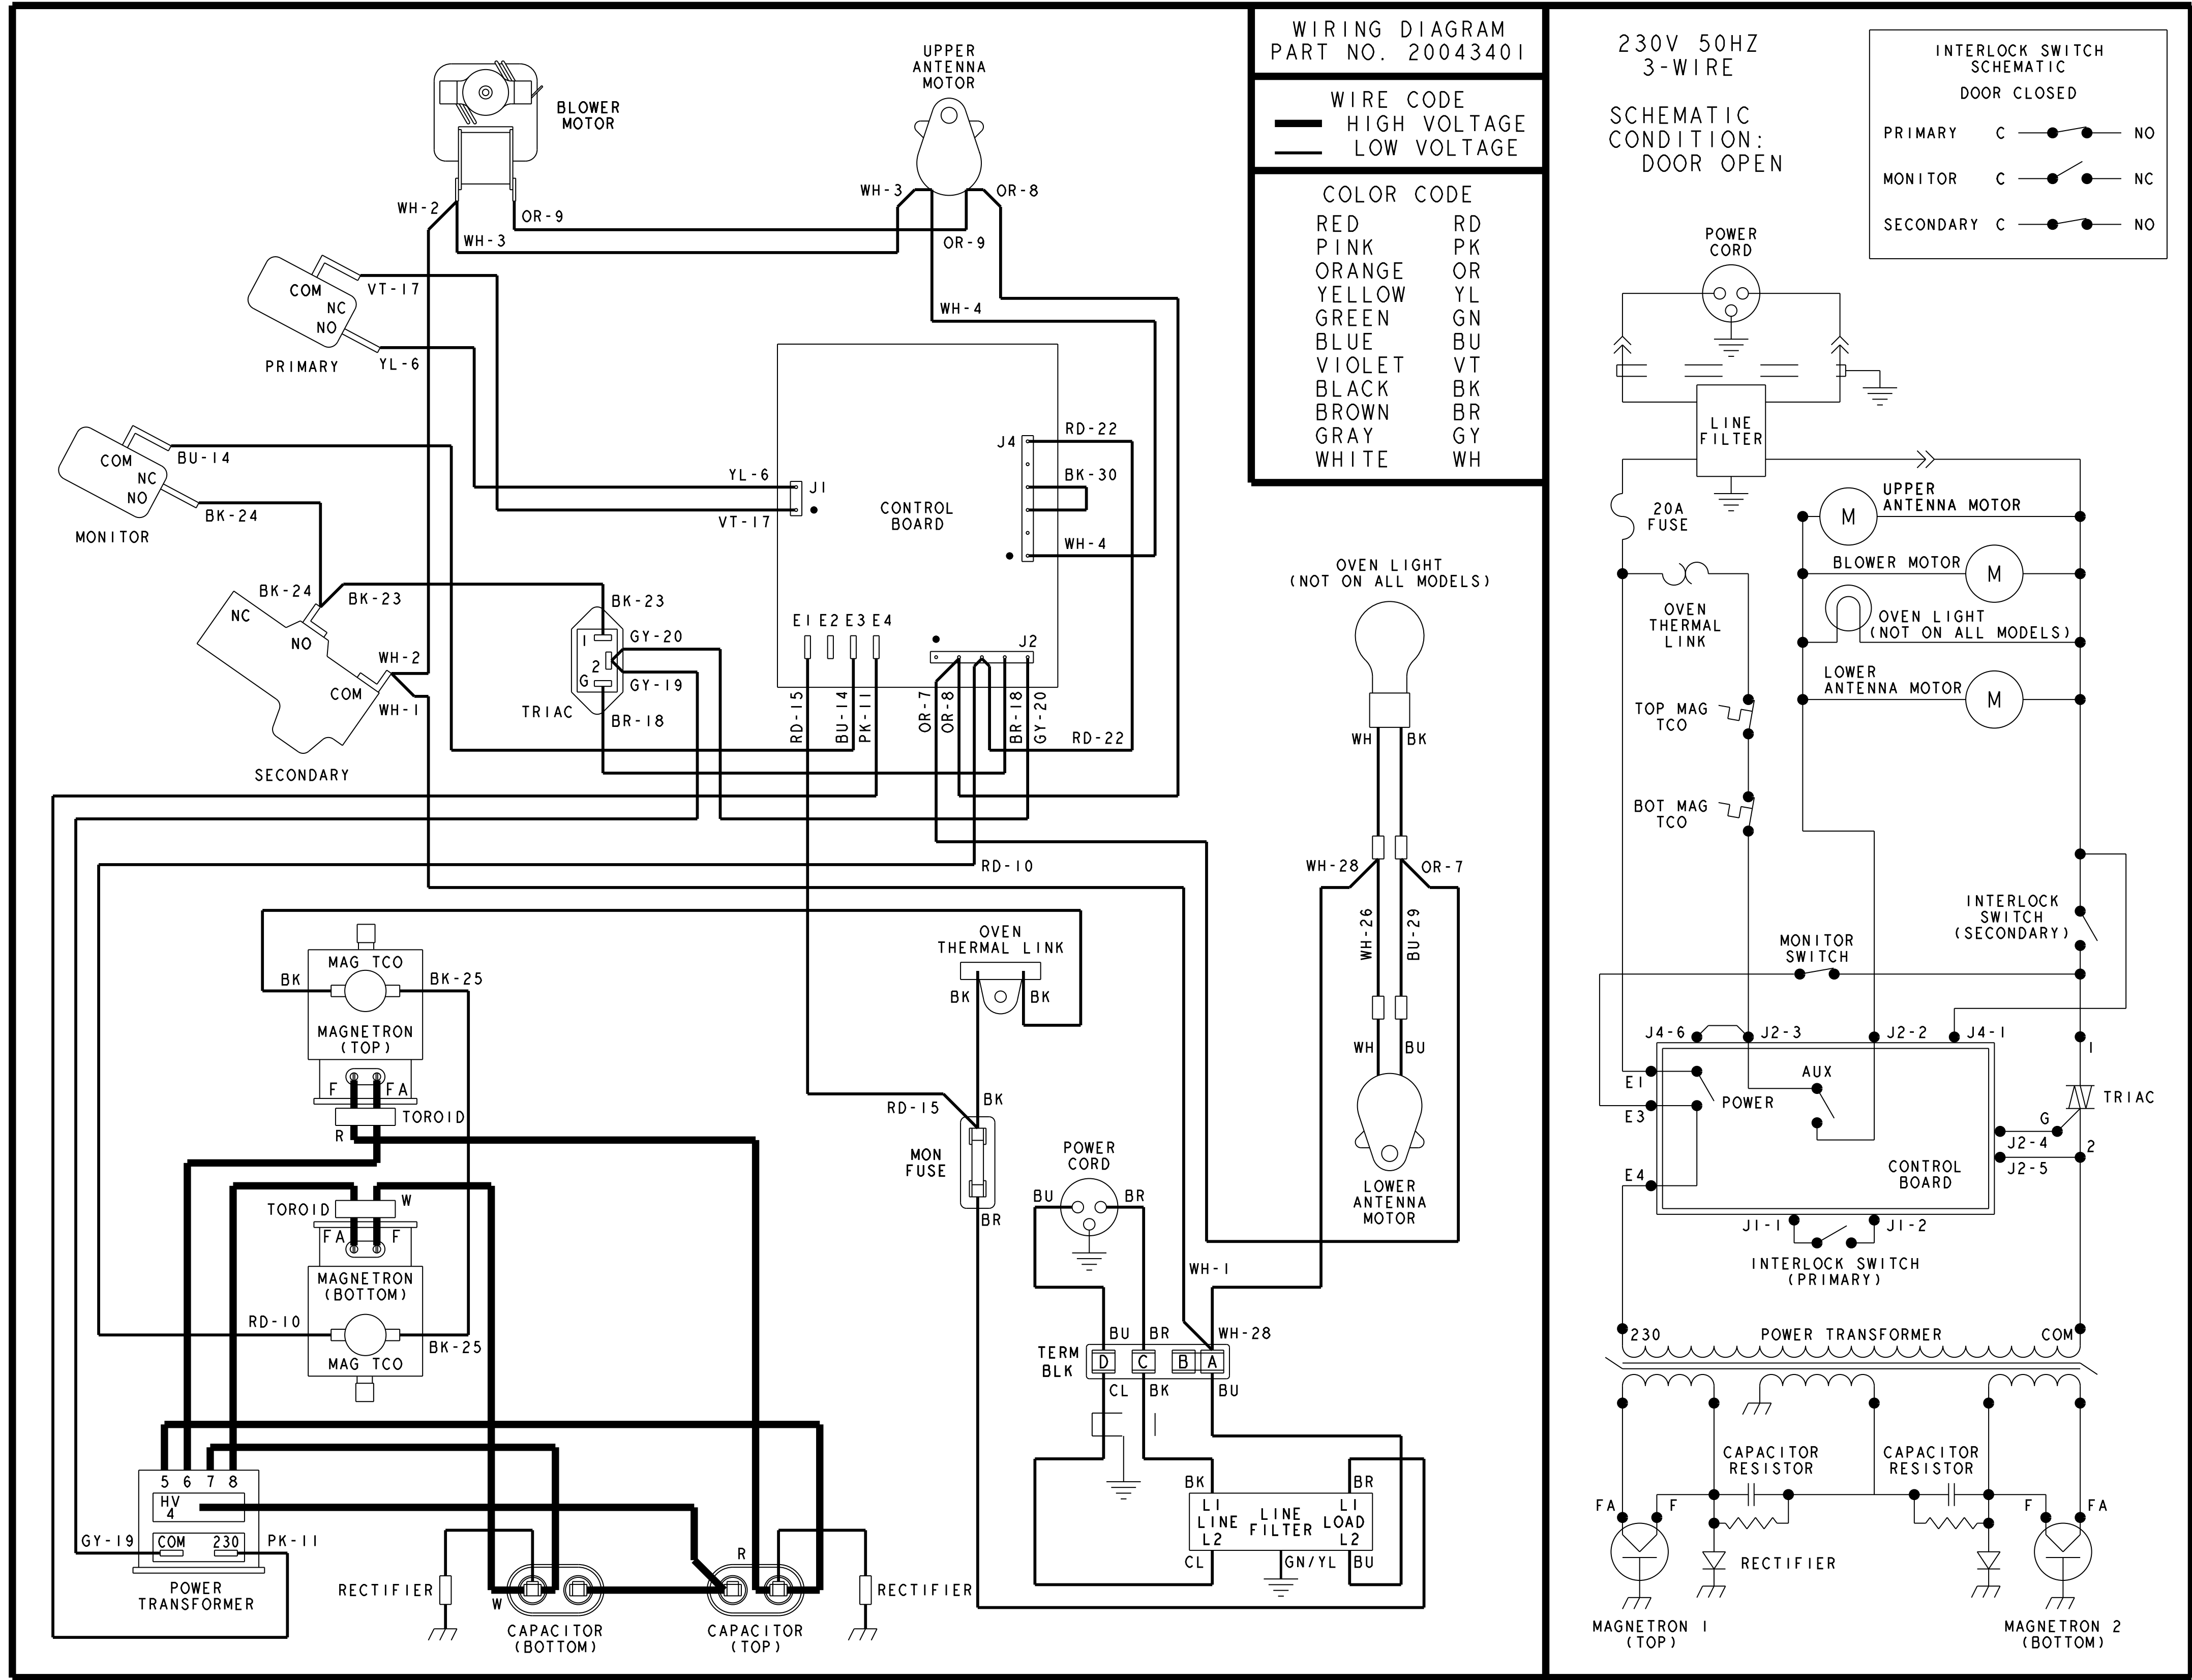 WIRING DIAGRAM
PART NO. 20043401
WIRE CODE
HIGH VOLTAGE
LOW VOLTAGE
COLOR CODE
RED RD
PINK PK
ORANGE OR
YELLOW YL
GREEN GN
BLUE BU
VIOLET VT
BLACK BK
BROWN BR
GRAY GY
WHITE WH
BLOWER
MOTOR
UPPER
ANTENNA
MOTOR
WH-2
OR-9
WH-3
WH-3
OR-8
OR-9
WH-4
COM
NC
NO
VT-17
YL-6
PRIMARY
COM
NC
NO
BU-14
BK-24
MONITOR
BK-24
BK-23
NC
NO
COM
WH-2
WH-1
SECONDARY
BK-23
1
2
G
GY-20
GY-19
BR-18
TRIAC
YL-6
VT-17
J1
CONTROL
BOARD
J4
RD-22
BK-30
WH-4
E1 E2 E3 E4
J2
RD-15
BU-14
PK-11
OR-7
OR-8
BR-18
GY-20
RD-22
RD-10
OVEN LIGHT
(NOT ON ALL MODELS)
WH BK
WH-28
OR-7
WH-26
BU-29
WH BU
LOWER
ANTENNA
MOTOR
MAG TCO
BK
BK-25
MAGNETRON
(TOP)
F FA
TOROID
R
TOROID
W
FA F
MAGNETRON
(BOTTOM)
RD-10
BK-25
MAG TCO
OVEN
THERMAL LINK
BK BK
BK
RD-15
MON
FUSE
BR
POWER
CORD
BU BR
WH-1
BU BR
WH-28
TERM
BLK
D C B A
CL BK BU
BK
BR
L1
LINE
L2
LINE
FILTER
L1
LOAD
L2
CL
GN/YL
BU
5 6 7 8
HV
4
GY-19
COM 230
PK-11
POWER
TRANSFORMER
RECTIFIER
W
R
CAPACITOR
(BOTTOM)
CAPACITOR
(TOP)
RECTIFIER
230V 50HZ
3-WIRE
SCHEMATIC
CONDITION:
DOOR OPEN
INTERLOCK SWITCH
SCHEMATIC
DOOR CLOSED
PRIMARY C NO
MONITOR C NC
SECONDARY C NO
POWER
CORD
LINE
FILTER
20A
FUSE
M
UPPER
ANTENNA MOTOR
BLOWER MOTOR
M
OVEN
THERMAL
LINK
OVEN LIGHT
(NOT ON ALL MODELS)
LOWER
ANTENNA MOTOR
M
TOP MAG
TCO
BOT MAG
TCO
INTERLOCK
SWITCH
(SECONDARY)
MONITOR
SWITCH
J4-6
J2-3
J2-2
J4-1
1
E1
POWER
AUX
E3
TRIAC
G
J2-4
2
J2-5
E4
CONTROL
BOARD
J1-1
J1-2
INTERLOCK SWITCH
(PRIMARY)
230
POWER TRANSFORMER
COM
CAPACITOR
RESISTOR
CAPACITOR
RESISTOR
FA F
F FA
RECTIFIER
MAGNETRON 1
(TOP)
MAGNETRON 2
(BOTTOM)